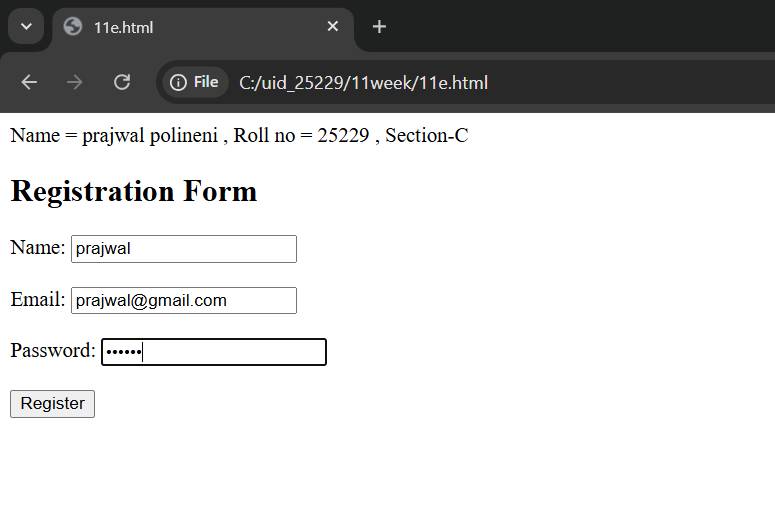 11e.html
File C:/uid_25229/11week/11e.html
Name = prajwal polineni , Roll no = 25229 , Section-C
Registration Form
Name: prajwal
Email: prajwal@gmail.com
Password: ••••••
Register